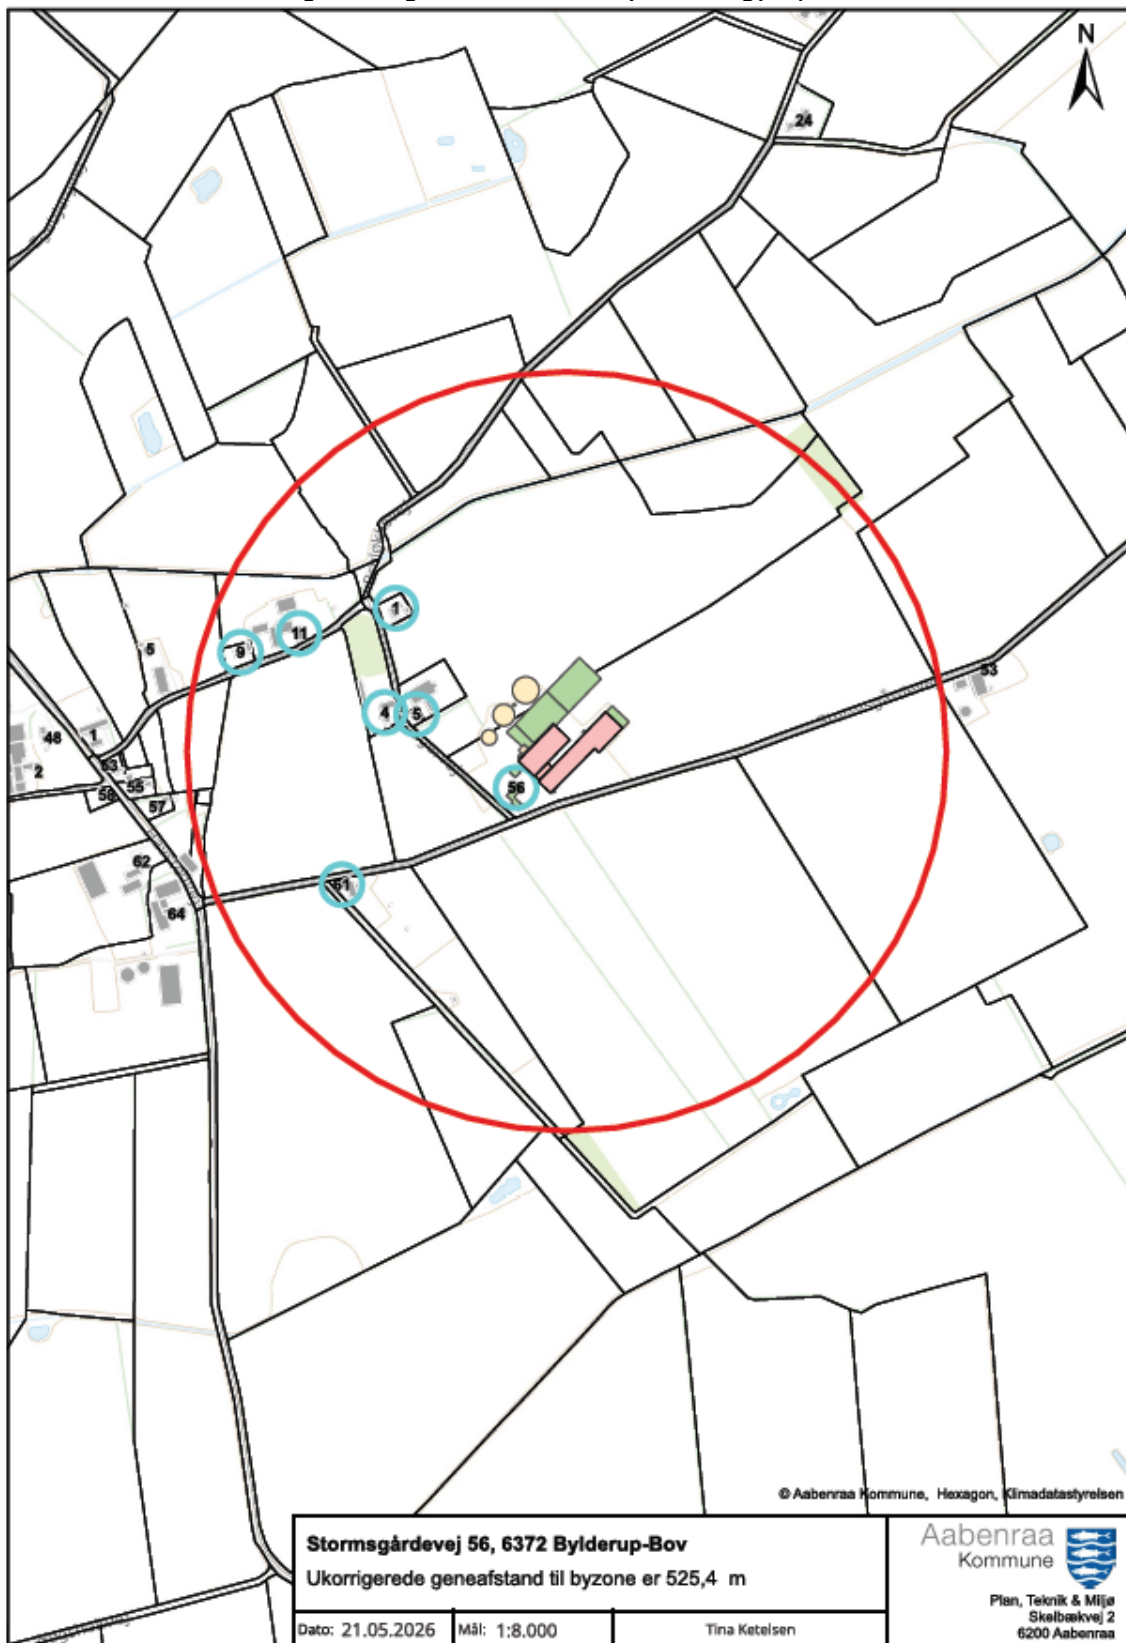 N
24
7
11
9
6
4
5
53
48
1
2
53
55
58
57
56
62
51
64
© Aabenraa Kommune, Hexagon, Klimadatastyrelsen
Stormsgårdevej 56, 6372 Bylderup-Bov
Ukorrigerede geneafstand til byzone er 525,4 m
Dato: 21.05.2026
Mål: 1:8.000
Tina Ketelsen
Aabenraa
Kommune
Plan, Teknik & Miljø
Skelbækvej 2
6200 Aabenraa